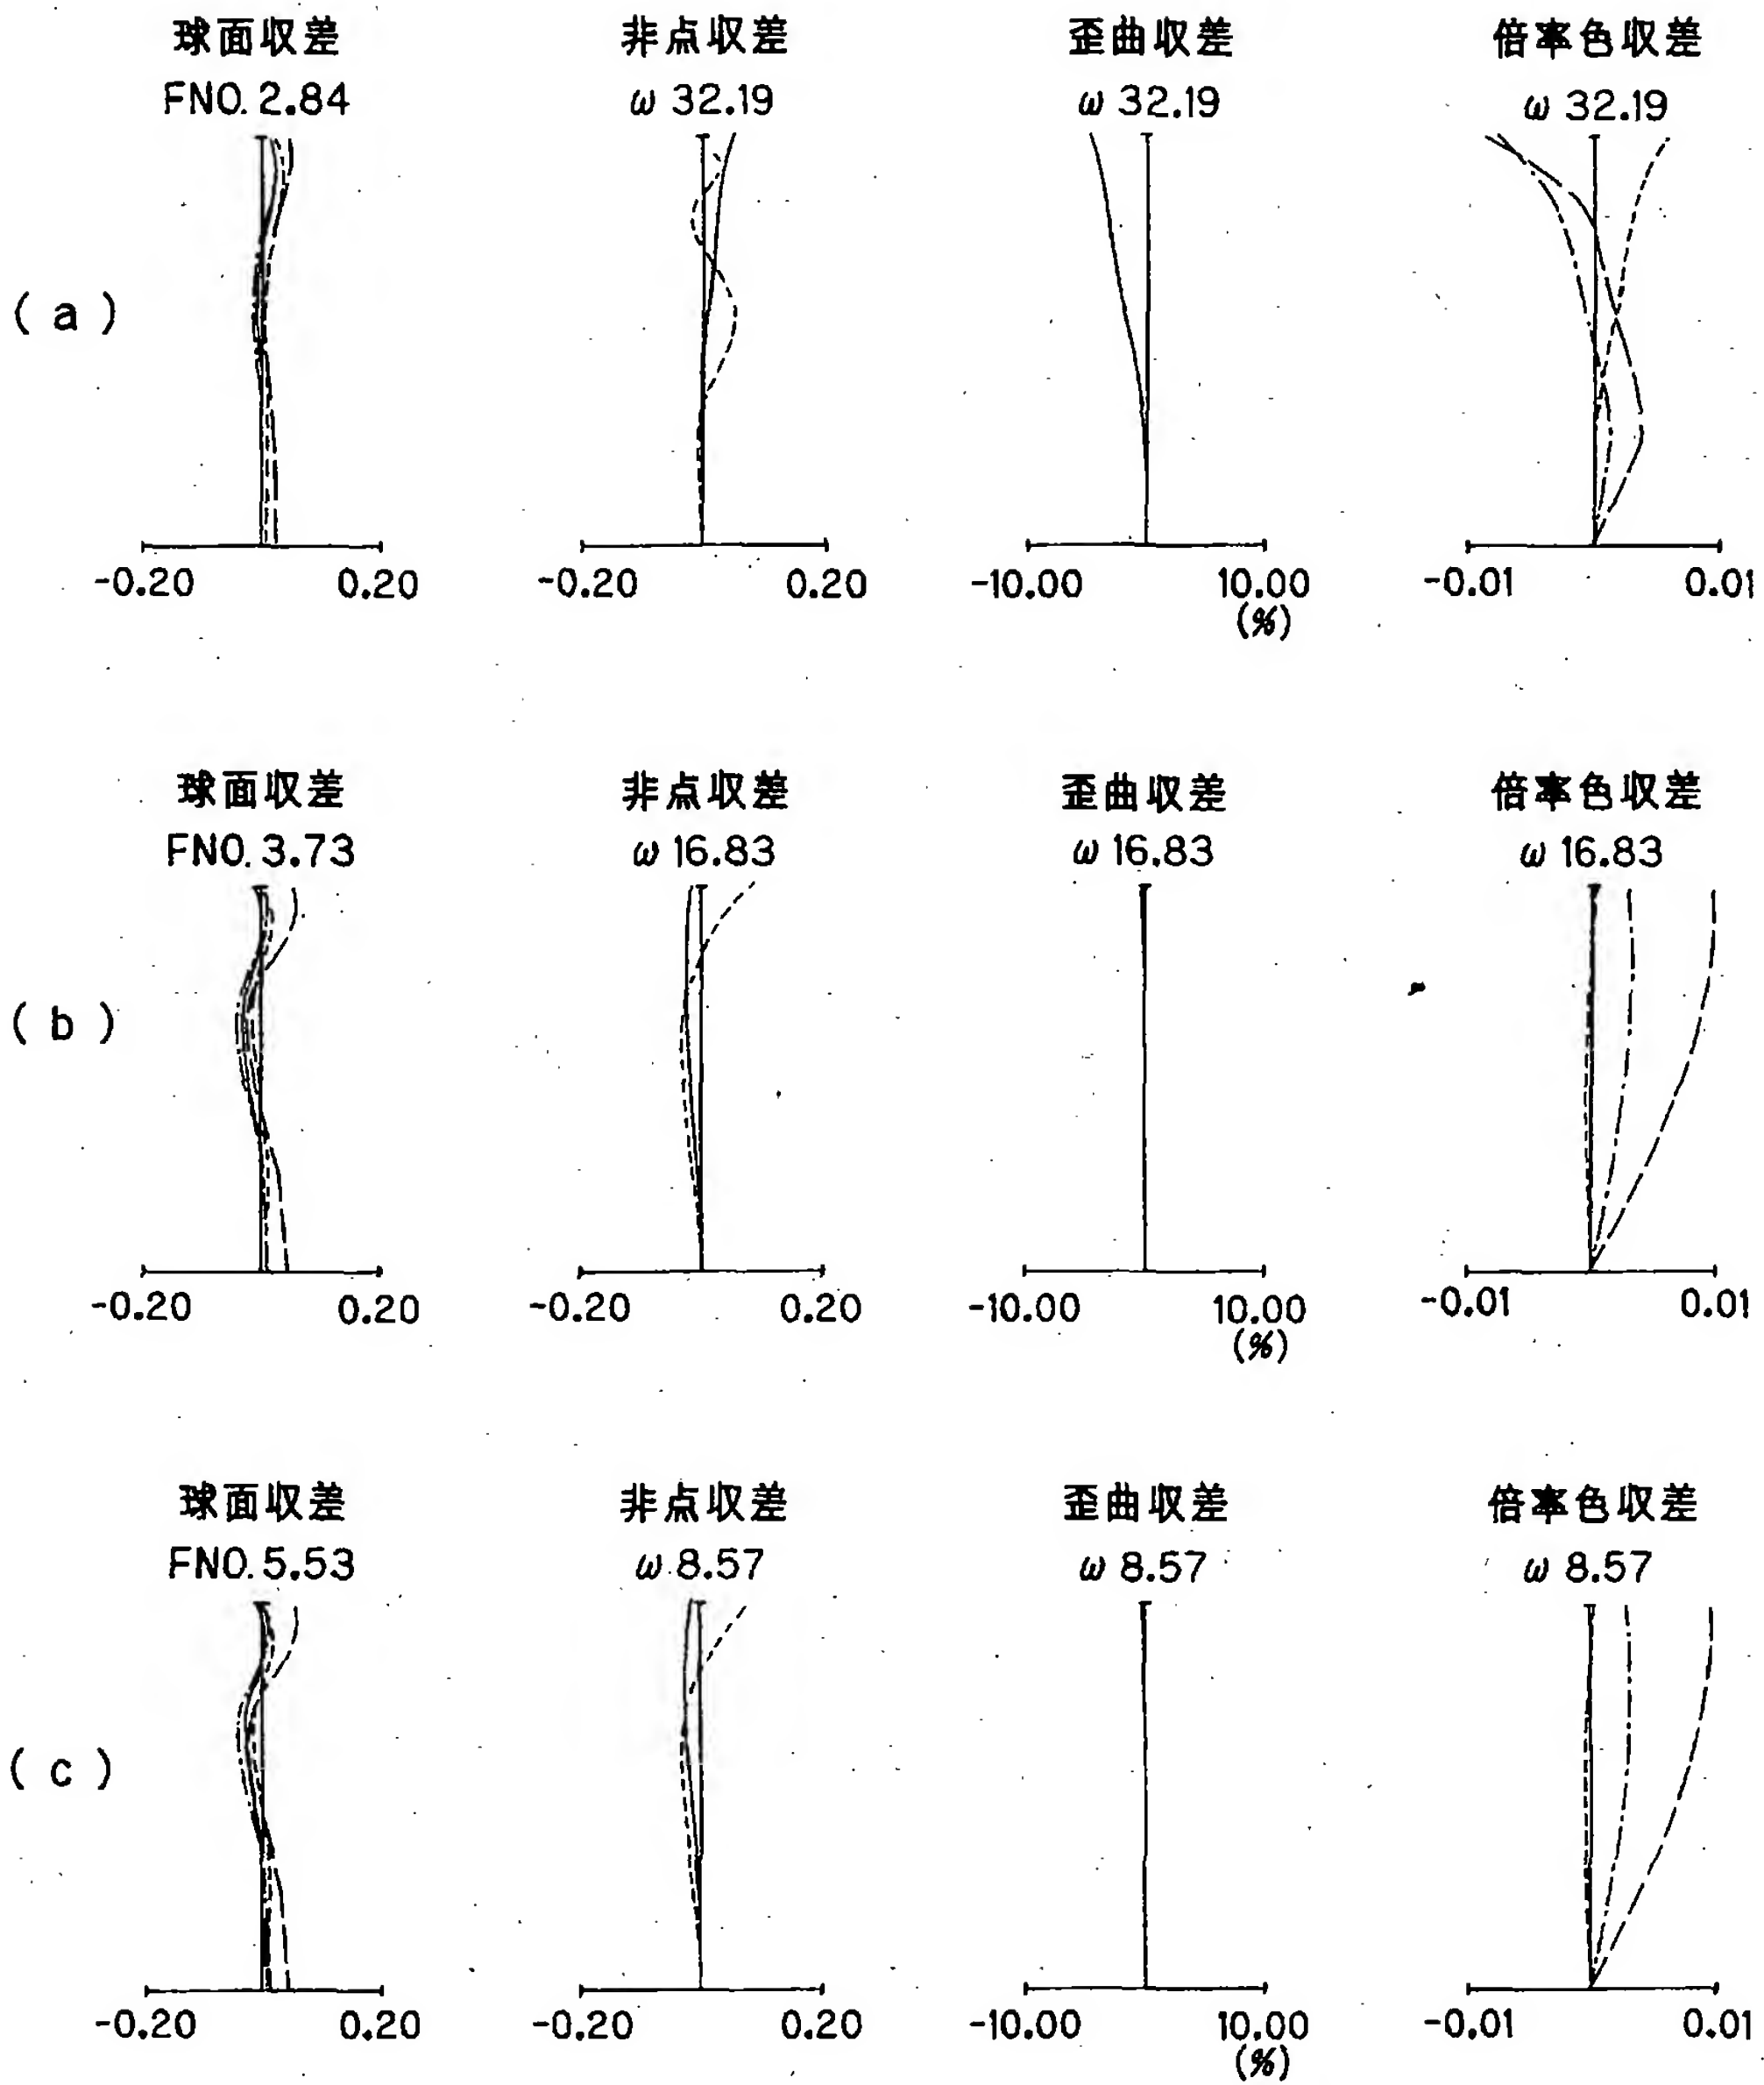 球面収差 非点収差 歪曲収差 倍率色収差
FNO. 2.84 ω 32.19 ω 32.19 ω 32.19
( a )
-0.20 0.20 -0.20 0.20 -10.00 10.00 -0.01 0.01
(%)
球面収差 非点収差 歪曲収差 倍率色収差
FNO. 3.73 ω 16.83 ω 16.83 ω 16.83
( b )
-0.20 0.20 -0.20 0.20 -10.00 10.00 -0.01 0.01
(%)
球面収差 非点収差 歪曲収差 倍率色収差
FNO. 5.53 ω 8.57 ω 8.57 ω 8.57
( c )
-0.20 0.20 -0.20 0.20 -10.00 10.00 -0.01 0.01
(%)